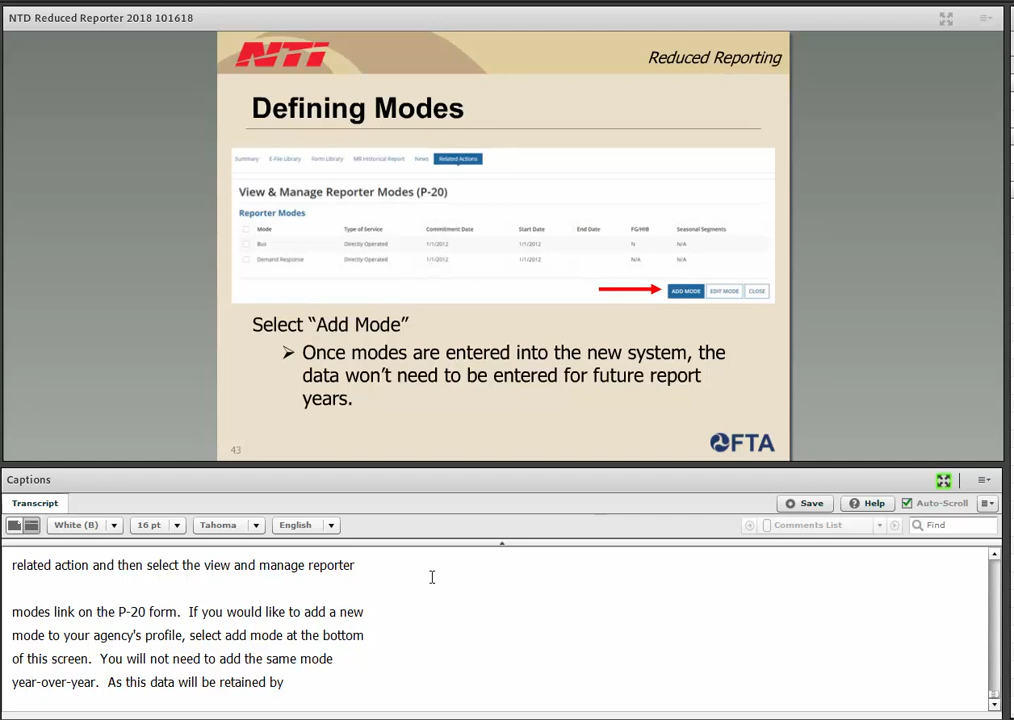 NTD Reduced Reporter 2018 101618
NTI
Reduced Reporting
Defining Modes
Summary E-File Library Form Library MR Historical Report News Related Actions
View & Manage Reporter Modes (P-20)
Reporter Modes
Mode Type of Service Commitment Date Start Date End Date FG/HIB Seasonal Segments
Bus Directly Operated 1/1/2012 1/1/2012 N N/A
Demand Response Directly Operated 1/1/2012 1/1/2012 N/A N/A
ADD MODE EDIT MODE CLOSE
Select “Add Mode”
➢ Once modes are entered into the new system, the
data won’t need to be entered for future report
years.
43
FTA
Captions
Transcript
Save Help Auto-Scroll
White (B) 16 pt Tahoma English Comments List Find
related action and then select the view and manage reporter
modes link on the P-20 form. If you would like to add a new
mode to your agency's profile, select add mode at the bottom
of this screen. You will not need to add the same mode
year-over-year. As this data will be retained by